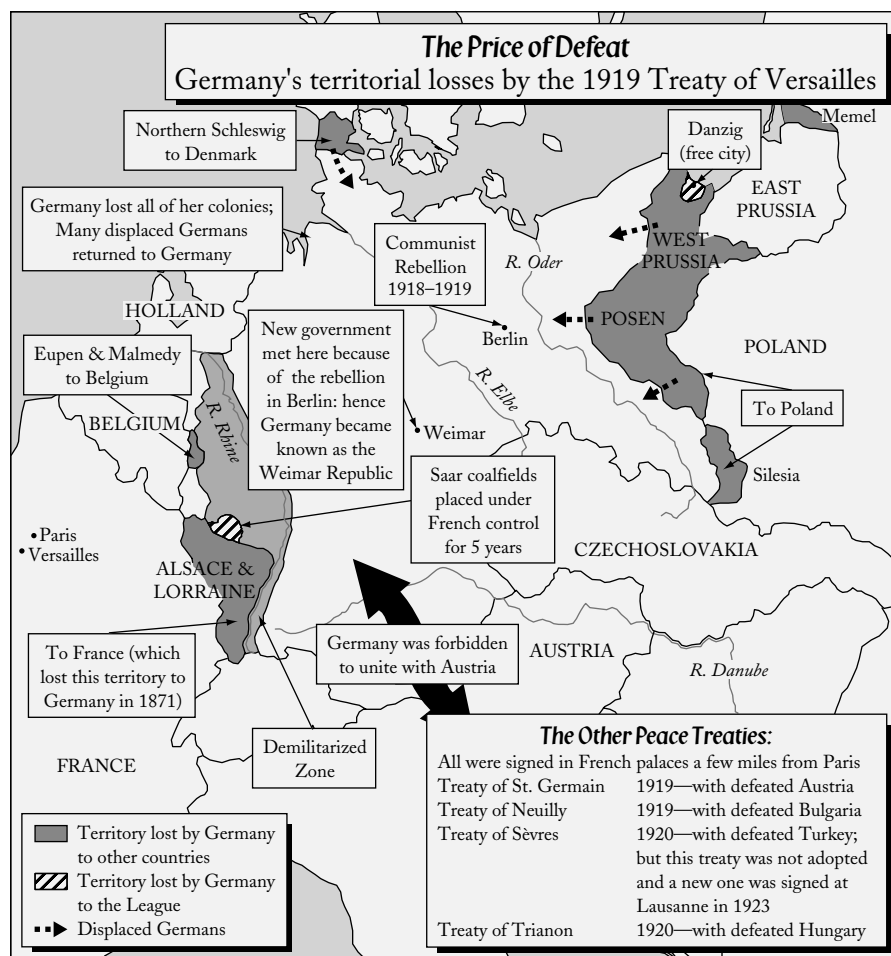 The Price of Defeat
Germany's territorial losses by the 1919 Treaty of Versailles
Northern Schleswig
to Denmark
Danzig
(free city)
Memel
EAST
PRUSSIA
Germany lost all of her colonies;
Many displaced Germans
returned to Germany
Communist
Rebellion
1918–1919
R. Oder
WEST
PRUSSIA
HOLLAND
POSEN
New government
met here because
of the rebellion
in Berlin: hence
Germany became
known as the
Weimar Republic
Berlin
POLAND
Eupen & Malmedy
to Belgium
R. Rhine
R. Elbe
To Poland
BELGIUM
Weimar
Silesia
Saar coalfields
placed under
French control
for 5 years
Paris
Versailles
CZECHOSLOVAKIA
ALSACE &
LORRAINE
To France (which
lost this territory to
Germany in 1871)
Germany was forbidden
to unite with Austria
AUSTRIA
R. Danube
Demilitarized
Zone
FRANCE
The Other Peace Treaties:
All were signed in French palaces a few miles from Paris
Treaty of St. Germain 1919—with defeated Austria
Treaty of Neuilly 1919—with defeated Bulgaria
Treaty of Sèvres 1920—with defeated Turkey;
but this treaty was not adopted
and a new one was signed at
Lausanne in 1923
Treaty of Trianon 1920—with defeated Hungary
Territory lost by Germany
to other countries
Territory lost by Germany
to the League
Displaced Germans